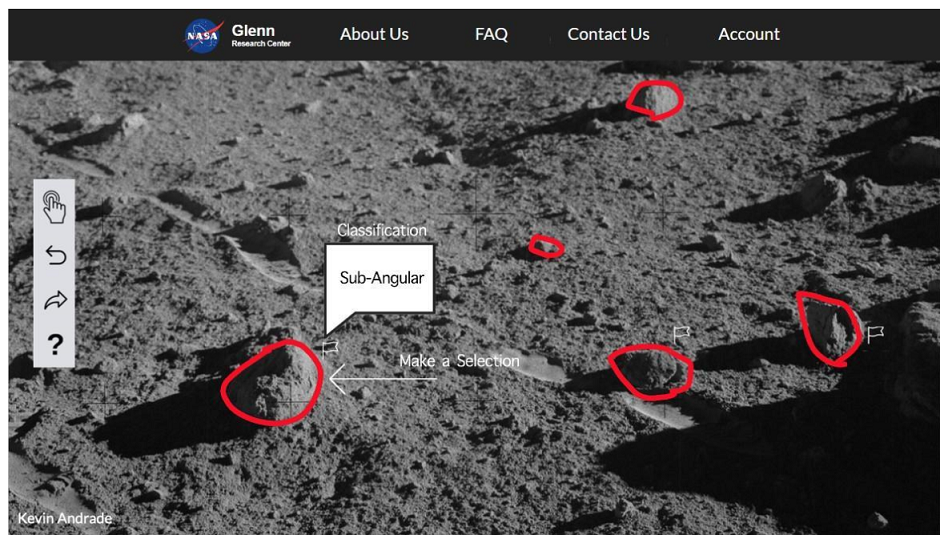 NASA
Glenn
Research Center
About Us
FAQ
Contact Us
Account
Classification
Sub-Angular
Make a Selection
?
Kevin Andrade